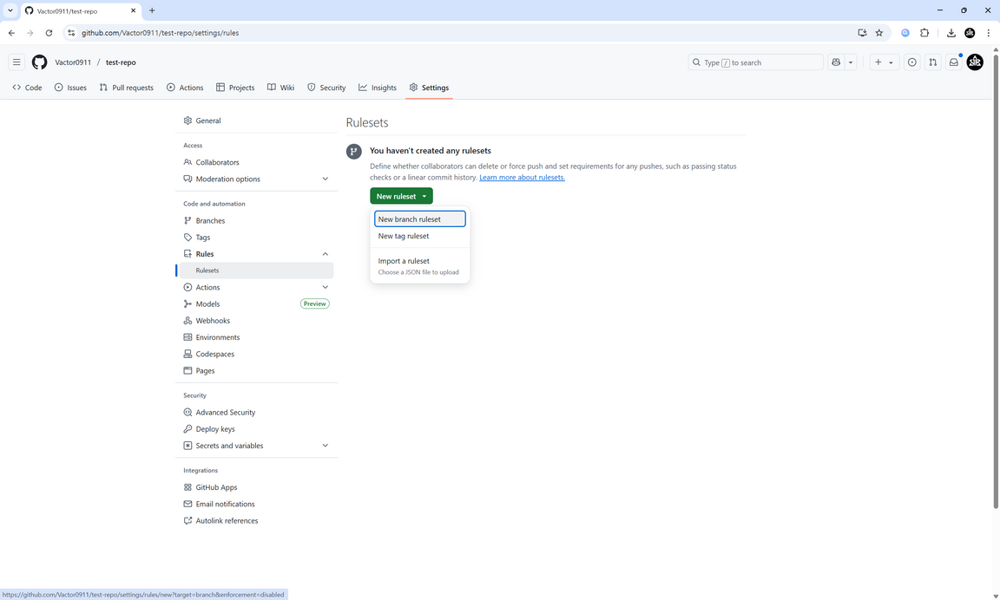 Vactor0911/test-repo
github.com/Vactor0911/test-repo/settings/rules
Vactor0911 / test-repo
Type / to search
Code
Issues
Pull requests
Actions
Projects
Wiki
Security
Insights
Settings
General
Access
Collaborators
Moderation options
Code and automation
Branches
Tags
Rules
Rulesets
Actions
Models Preview
Webhooks
Environments
Codespaces
Pages
Security
Advanced Security
Deploy keys
Secrets and variables
Integrations
GitHub Apps
Email notifications
Autolink references
Rulesets
You haven't created any rulesets
Define whether collaborators can delete or force push and set requirements for any pushes, such as passing status
checks or a linear commit history. Learn more about rulesets.
New ruleset
New branch ruleset
New tag ruleset
Import a ruleset
Choose a JSON file to upload
https://github.com/Vactor0911/test-repo/settings/rules/new?target=branch&enforcement=disabled